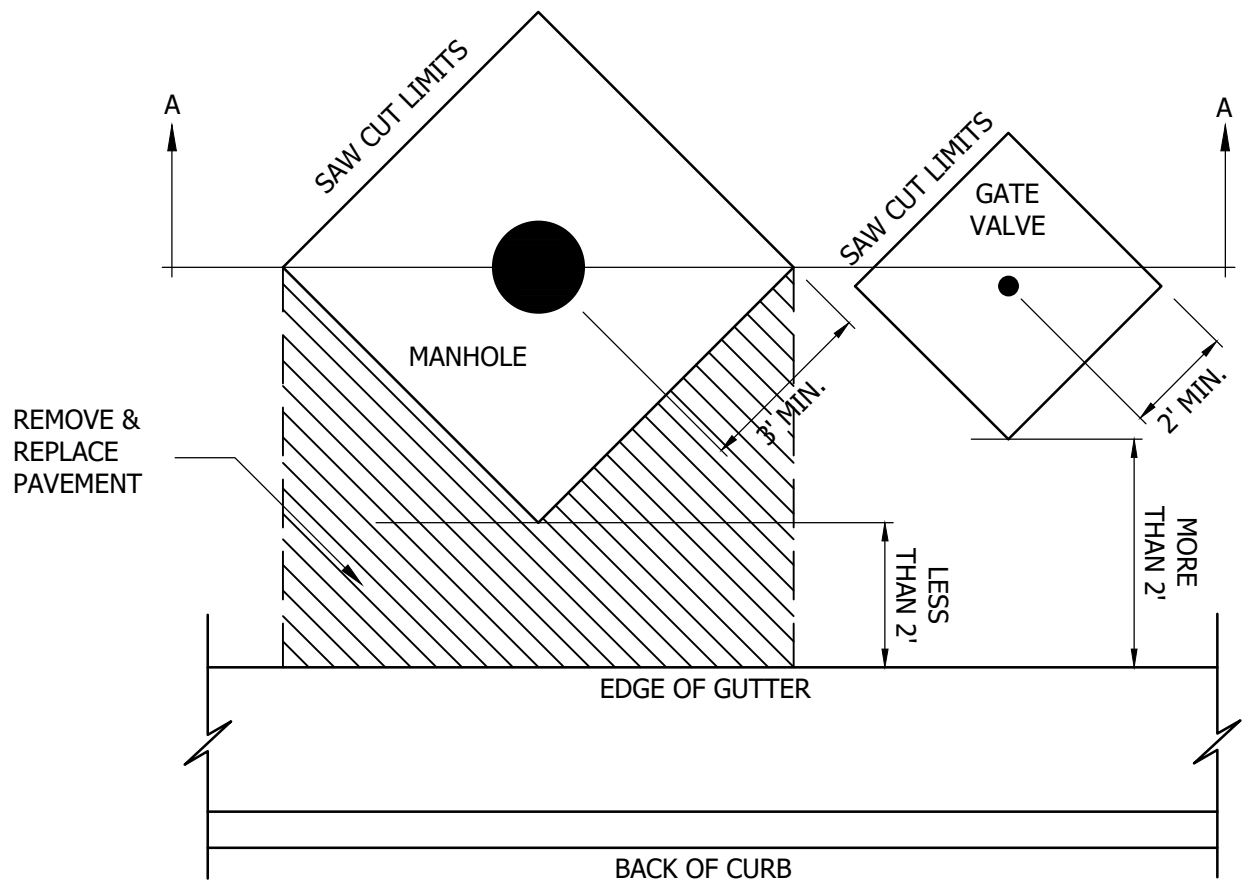 A
SAW CUT LIMITS
A
SAW CUT LIMITS
GATE
VALVE
MANHOLE
3' MIN.
2' MIN.
REMOVE &
REPLACE
PAVEMENT
LESS
THAN 2'
MORE
THAN 2'
EDGE OF GUTTER
BACK OF CURB